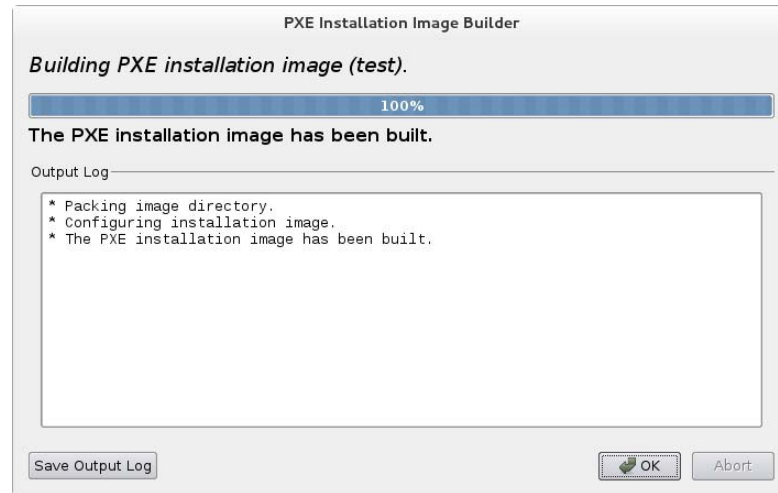 PXE Installation Image Builder
Building PXE installation image (test).
100%
The PXE installation image has been built.
Output Log
* Packing image directory.
* Configuring installation image.
* The PXE installation image has been built.
Save Output Log
OK
Abort